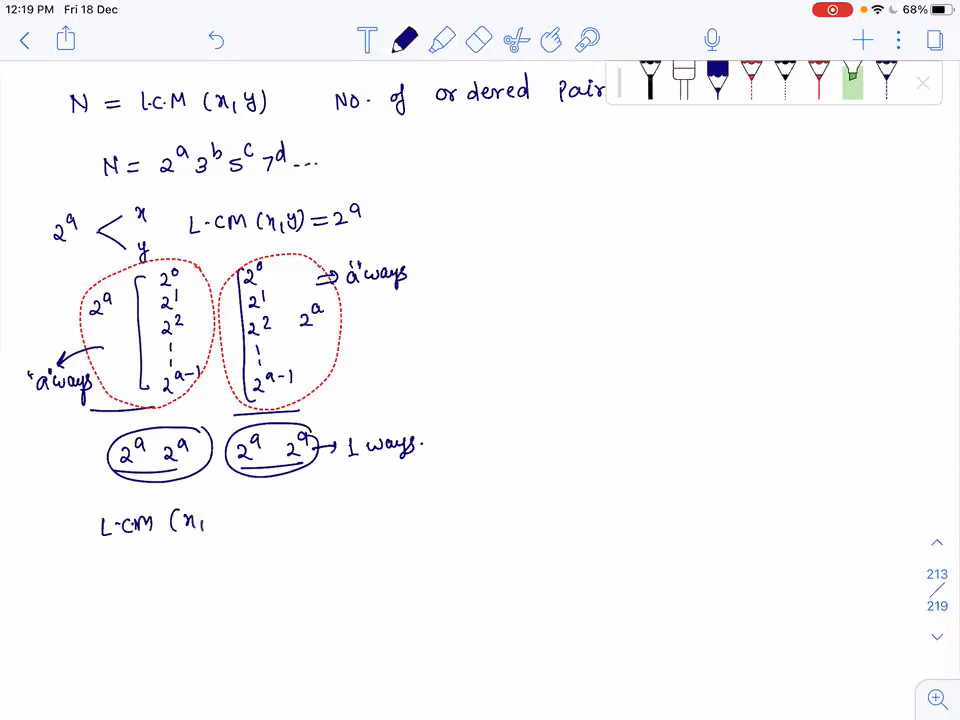 12:19 PM Fri 18 Dec 68%
N = L.C.M (x, y) No. of ordered Pair
N = 2^a 3^b 5^c 7^d ...
2^a < x y L.CM (x, y) = 2^a
2^0 2^0 ⇒ "a" ways
2^a 2^1 2^1
2^2 2^2 2^a
"a" ways 2^{a-1} 2^{a-1}
2^a 2^a 2^a 2^a → 1 ways.
L.CM (x,
213
219